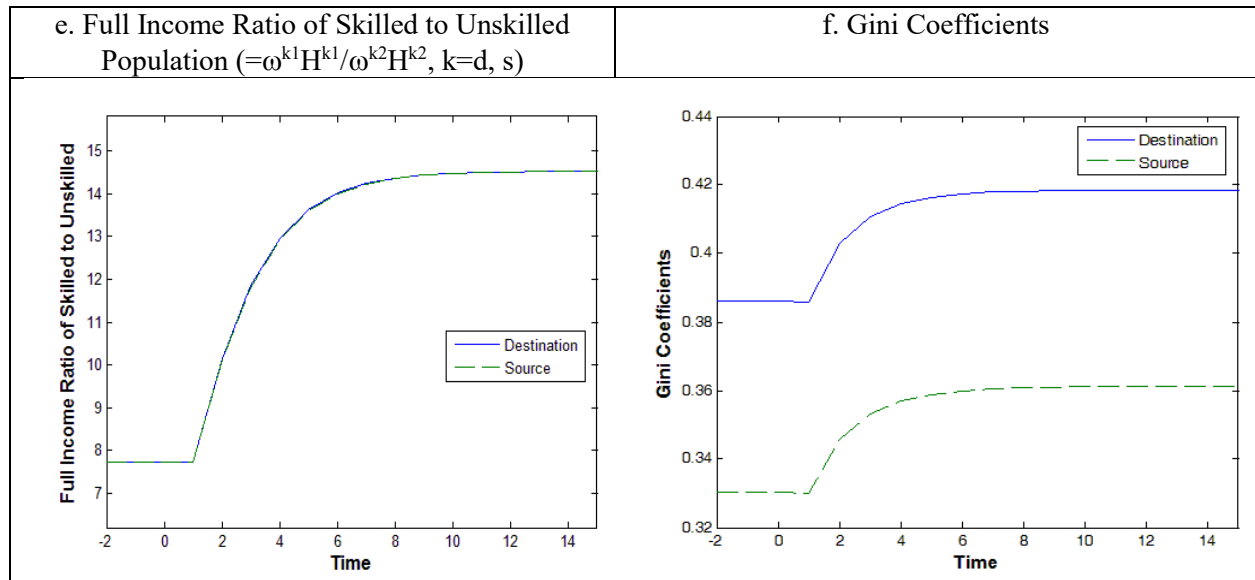 e. Full Income Ratio of Skilled to Unskilled
Population (=ω^k1H^k1/ω^k2H^k2, k=d, s)
f. Gini Coefficients
Full Income Ratio of Skilled to Unskilled
15
14
13
12
11
10
9
8
7
Destination
Source
-2 0 2 4 6 8 10 12 14
Time
Gini Coefficients
0.44
0.42
0.4
0.38
0.36
0.34
0.32
Destination
Source
-2 0 2 4 6 8 10 12 14
Time